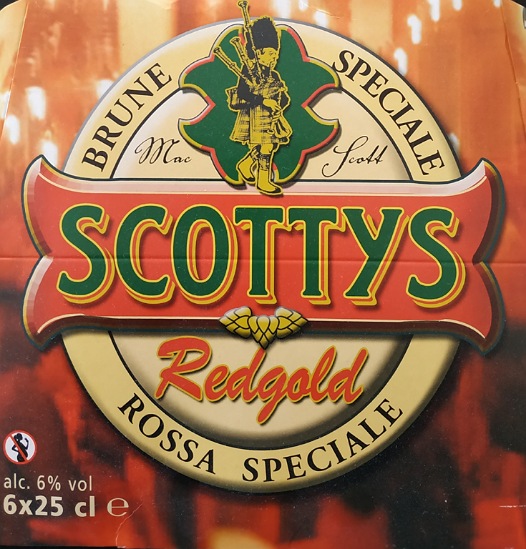 BRUNE SPECIALE
Mac Scott
SCOTTYS
Redgold
ROSSA SPECIALE
alc. 6% vol
6x25 cl e